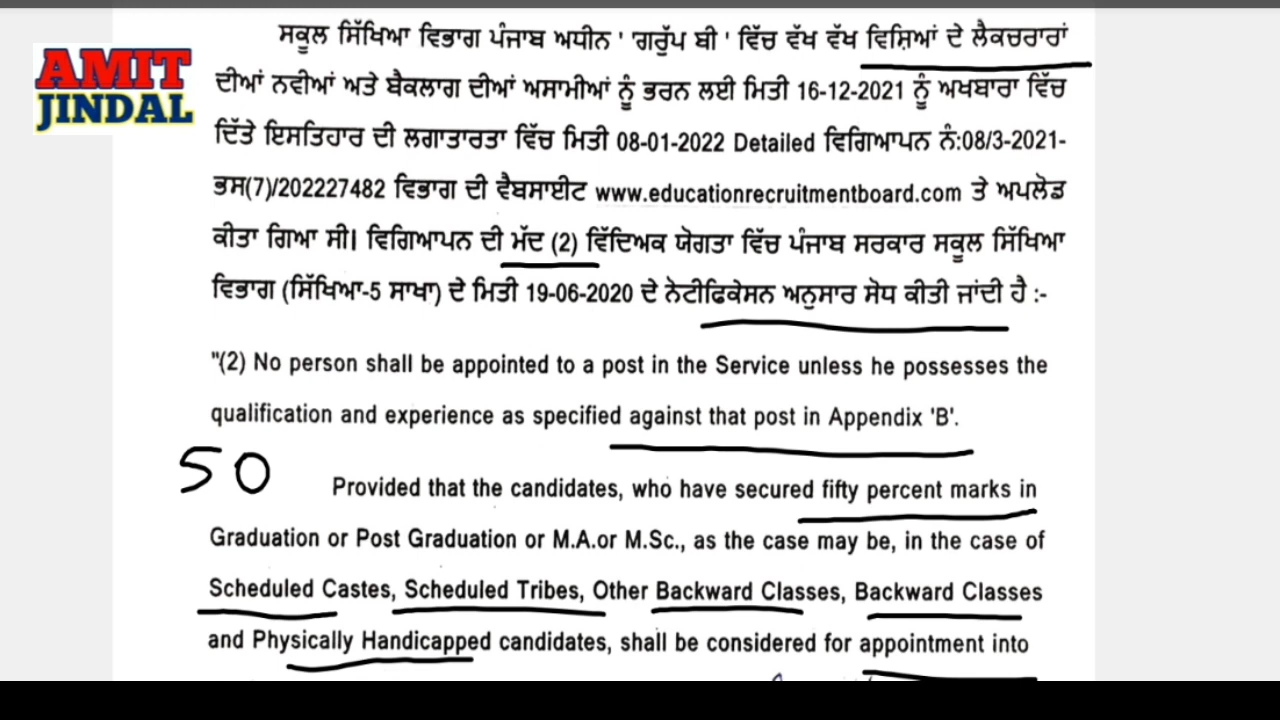 AMIT
JINDAL
ਸਕੂਲ ਸਿੱਖਿਆ ਵਿਭਾਗ ਪੰਜਾਬ ਅਧੀਨ ' 'ਗਰੁੱਪ ਬੀ ' ਵਿੱਚ ਵੱਖ ਵੱਖ ਵਿਸ਼ਿਆਂ ਦੇ ਲੈਕਚਰਾਰਾਂ
ਦੀਆਂ ਨਵੀਆਂ ਅਤੇ ਬੈਕਲਾਗ ਦੀਆਂ ਅਸਾਮੀਆਂ ਨੂੰ ਭਰਨ ਲਈ ਮਿਤੀ 16-12-2021 ਨੂੰ ਅਖਬਾਰਾ ਵਿੱਚ
ਦਿੱਤੇ ਇਸਤਿਹਾਰ ਦੀ ਲਗਾਤਾਰਤਾ ਵਿੱਚ ਮਿਤੀ 08-01-2022 Detailed ਵਿਗਿਆਪਨ ਨੰ:08/3-2021-
ਭਸ(7)/202227482 ਵਿਭਾਗ ਦੀ ਵੈਬਸਾਈਟ www.educationrecruitmentboard.com ਤੇ ਅਪਲੋਡ
ਕੀਤਾ ਗਿਆ ਸੀ। ਵਿਗਿਆਪਨ ਦੀ ਮੱਦ (2) ਵਿੱਦਿਅਕ ਯੋਗਤਾ ਵਿੱਚ ਪੰਜਾਬ ਸਰਕਾਰ ਸਕੂਲ ਸਿੱਖਿਆ
ਵਿਭਾਗ (ਸਿੱਖਿਆ-5 ਸਾਖਾ) ਦੇ ਮਿਤੀ 19-06-2020 ਦੇ ਨੋਟੀਫਿਕੇਸਨ ਅਨੁਸਾਰ ਸੋਧ ਕੀਤੀ ਜਾਂਦੀ ਹੈ :-
"(2) No person shall be appointed to a post in the Service unless he possesses the
qualification and experience as specified against that post in Appendix 'B'.
50
Provided that the candidates, who have secured fifty percent marks in
Graduation or Post Graduation or M.A.or M.Sc., as the case may be, in the case of
Scheduled Castes, Scheduled Tribes, Other Backward Classes, Backward Classes
and Physically Handicapped candidates, shall be considered for appointment into